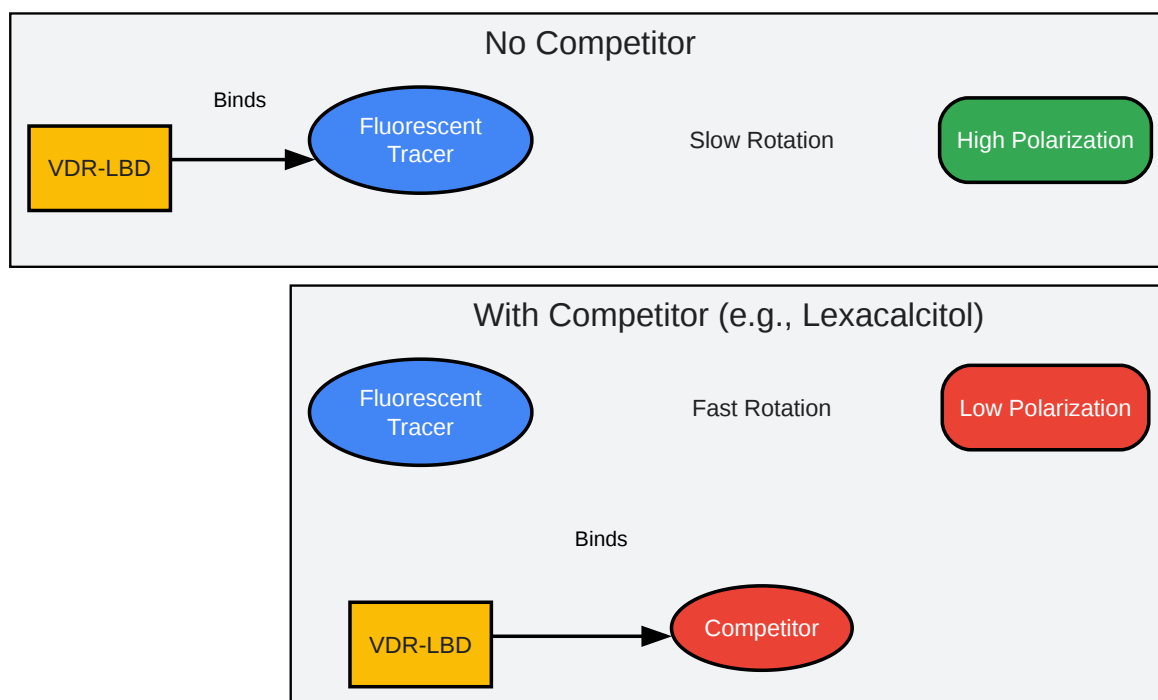 No Competitor
Binds
VDR-LBD
Fluorescent
Tracer
Slow Rotation
High Polarization
With Competitor (e.g., Lexacalcitol)
Fluorescent
Tracer
Fast Rotation
Low Polarization
Binds
VDR-LBD
Competitor